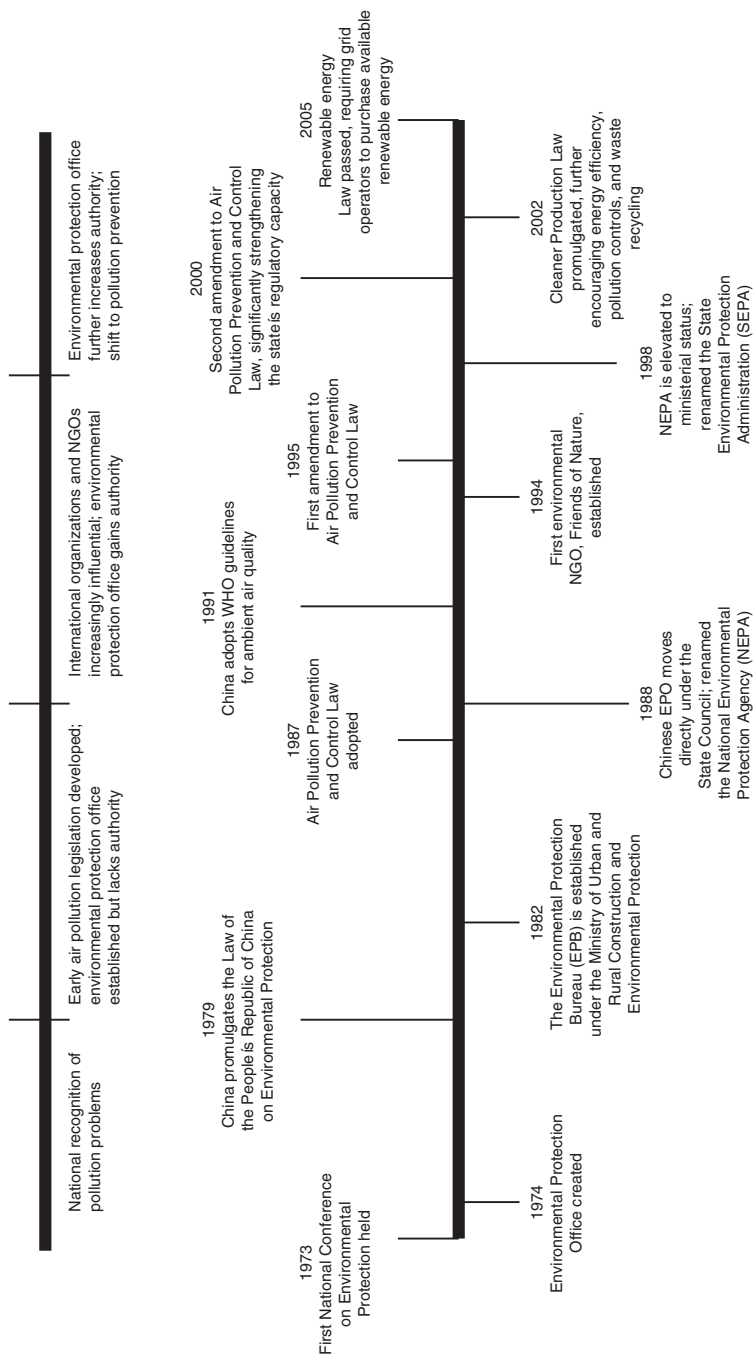 National recognition of
pollution problems
Early air pollution legislation developed;
environmental protection office
established but lacks authority
International organizations and NGOs
increasingly influential; environmental
protection office gains authority
Environmental protection office
further increases authority;
shift to pollution prevention
1973
First National Conference
on Environmental
Protection held
1979
China promulgates the Law of
the People ís Republic of China
on Environmental Protection
1987
Air Pollution Prevention
and Control Law
adopted
1991
China adopts WHO guidelines
for ambient air quality
1995
First amendment to
Air Pollution Prevention
and Control Law
2000
Second amendment to Air
Pollution Prevention and Control
Law, significantly strengthening
the stateís regulatory capacity
2005
Renewable energy
Law passed, requiring grid
operators to purchase available
renewable energy
1974
Environmental Protection
Office created
1982
The Environmental Protection
Bureau (EPB) is established
under the Ministry of Urban and
Rural Construction and
Environmental Protection
1988
Chinese EPO moves
directly under the
State Council; renamed
the National Environmental
Protection Agency (NEPA)
1994
First environmental
NGO, Friends of Nature,
established
1998
NEPA is elevated to
ministerial status;
renamed the State
Environmental Protection
Administration (SEPA)
2002
Cleaner Production Law
promulgated, further
encouraging energy efficiency,
pollution controls, and waste
recycling